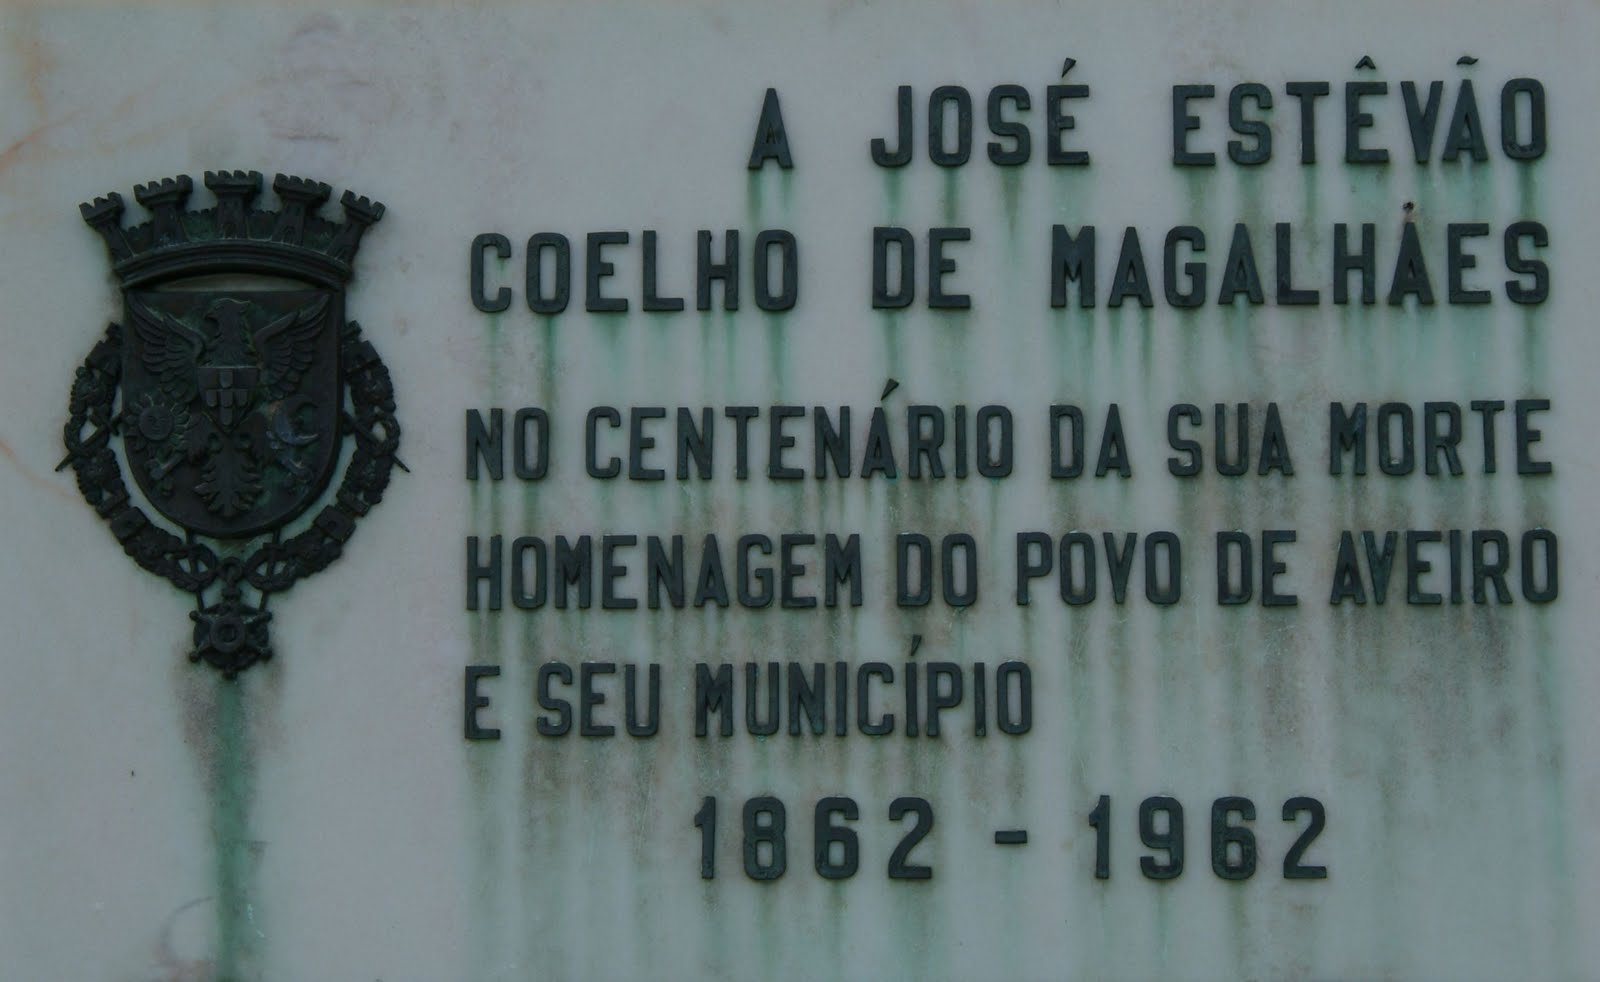 A JOSÉ ESTÊVÃO
COELHO DE MAGALHÃES
NO CENTENÁRIO DA SUA MORTE
HOMENAGEM DO POVO DE AVEIRO
E SEU MUNICÍPIO
1862 - 1962